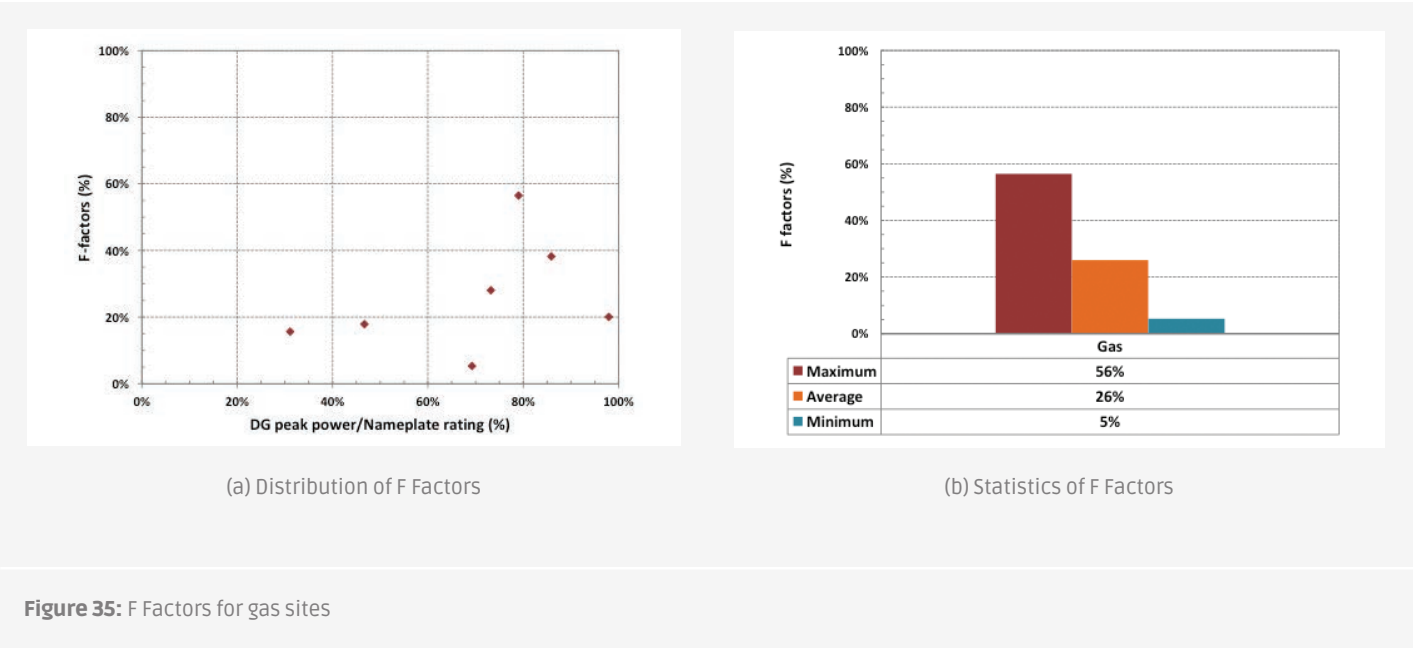 100%
80%
60%
40%
20%
0%
F-factors (%)
0% 20% 40% 60% 80% 100%
DG peak power/Nameplate rating (%)
(a) Distribution of F Factors
100%
80%
60%
40%
20%
0%
F factors (%)
Gas
Maximum 56%
Average 26%
Minimum 5%
(b) Statistics of F Factors
Figure 35: F Factors for gas sites